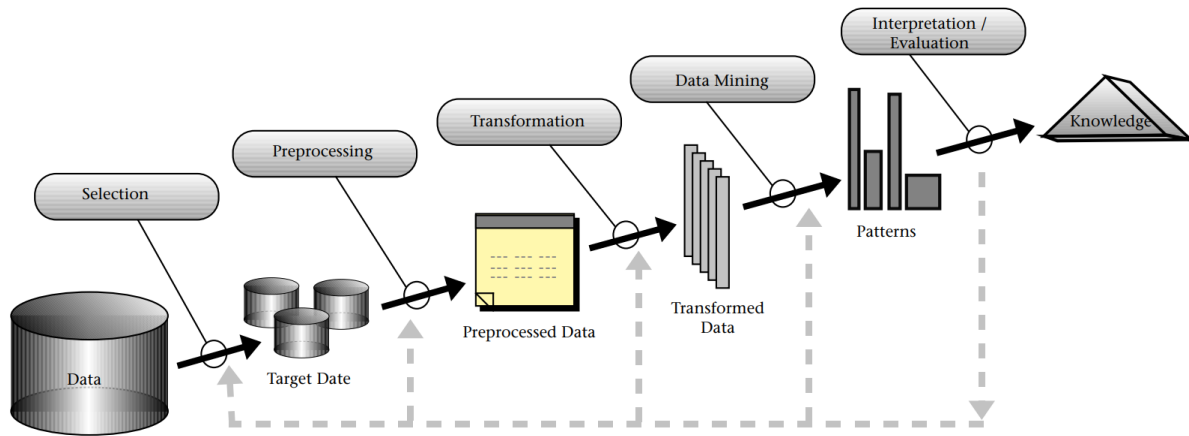 Interpretation /
Evaluation
Data Mining
Transformation
Preprocessing
Selection
Data
Target Date
Preprocessed Data
Transformed
Data
Patterns
Knowledge